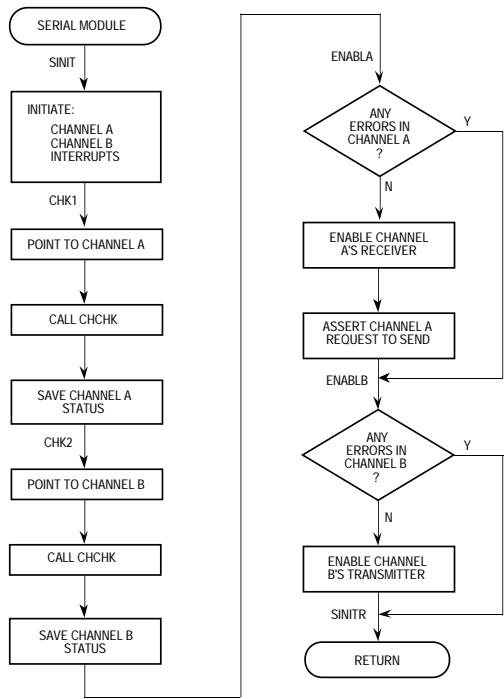 SERIAL MODULE
SINIT
INITIATE:
CHANNEL A
CHANNEL B
INTERRUPTS
CHK1
POINT TO CHANNEL A
CALL CHCHK
SAVE CHANNEL A
STATUS
CHK2
POINT TO CHANNEL B
CALL CHCHK
SAVE CHANNEL B
STATUS
ENABLA
ANY
ERRORS IN
CHANNEL A
?
Y
N
ENABLE CHANNEL
A'S RECEIVER
ASSERT CHANNEL A
REQUEST TO SEND
ENABLB
ANY
ERRORS IN
CHANNEL B
?
Y
N
ENABLE CHANNEL
B'S TRANSMITTER
SINITR
RETURN